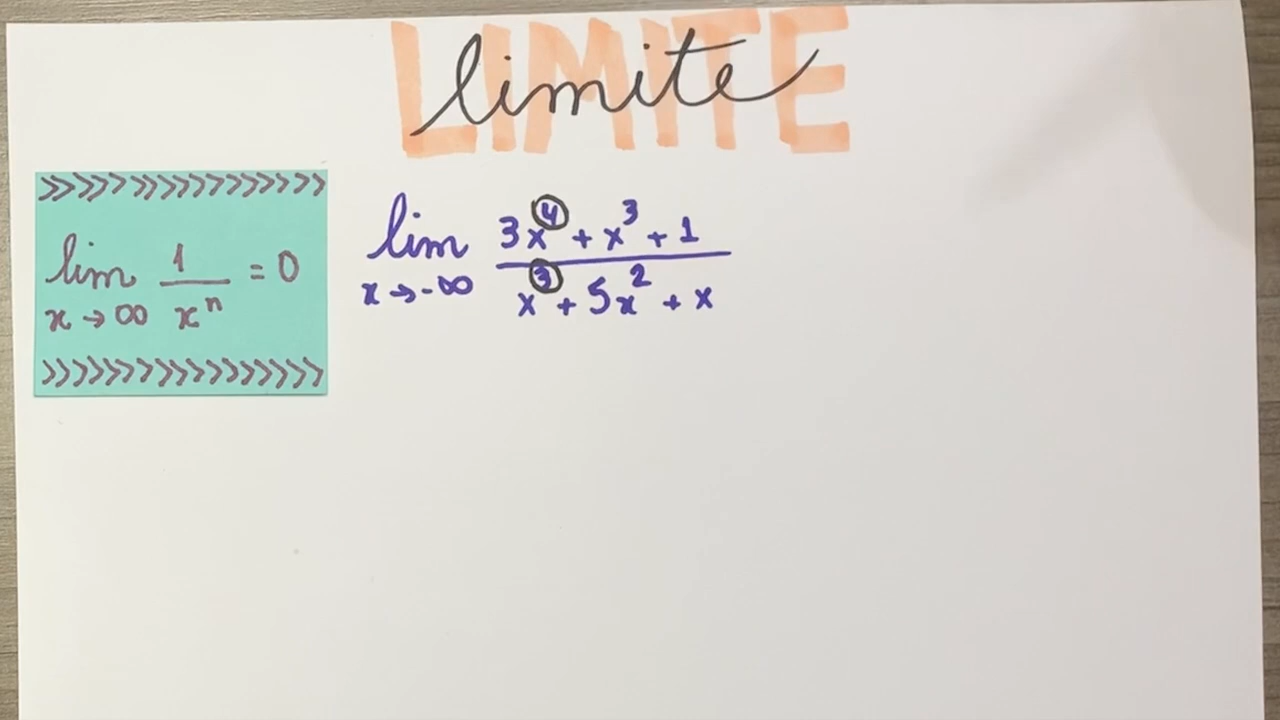 LIMITE
limite
>>>>>>>>>>>>>>>>>
lim 1/xⁿ = 0
x→∞
>>>>>>>>>>>>>>>>>
lim (3x⁴ + x³ + 1)/(x³ + 5x² + x)
x→-∞